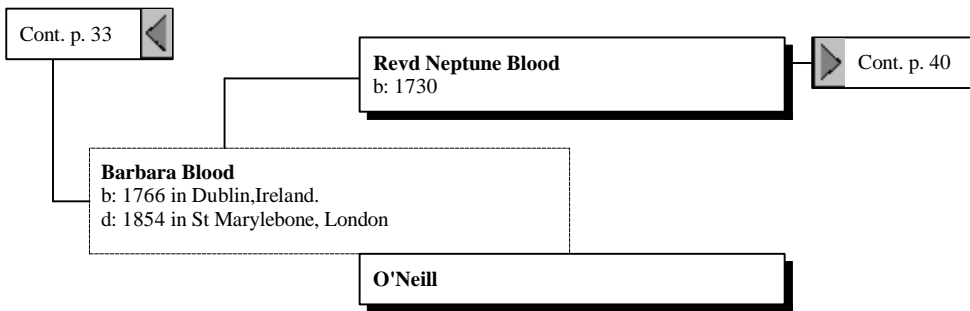 Cont. p. 33
Revd Neptune Blood
b: 1730
Cont. p. 40
Barbara Blood
b: 1766 in Dublin,Ireland.
d: 1854 in St Marylebone, London
O'Neill